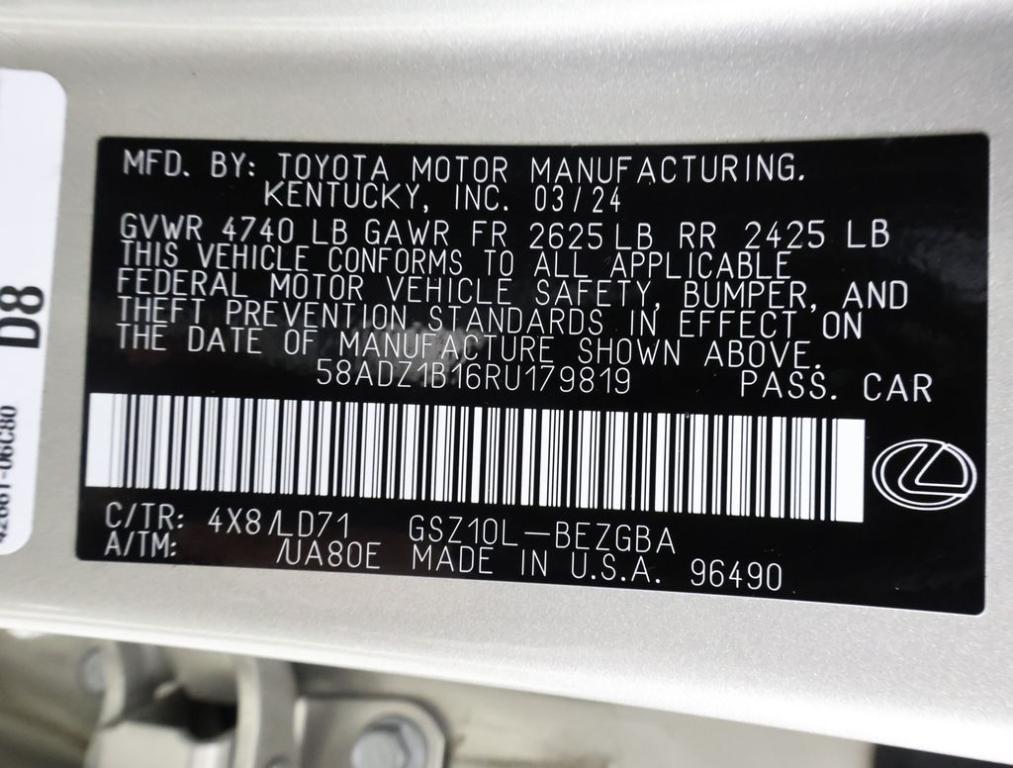 MFD. BY: TOYOTA MOTOR MANUFACTURING.
KENTUCKY, INC. 03/24
GVWR 4740 LB GAWR FR 2625 LB RR 2425 LB
THIS VEHICLE CONFORMS TO ALL APPLICABLE
FEDERAL MOTOR VEHICLE SAFETY, BUMPER, AND
THEFT PREVENTION STANDARDS IN EFFECT ON
THE DATE OF MANUFACTURE SHOWN ABOVE.
58ADZ1B16RU179819 PASS. CAR
C/TR: 4X8/LD71 GSZ10L-BEZGBA
A/TM: /UA80E MADE IN U.S.A. 96490
D8
42661-06C80